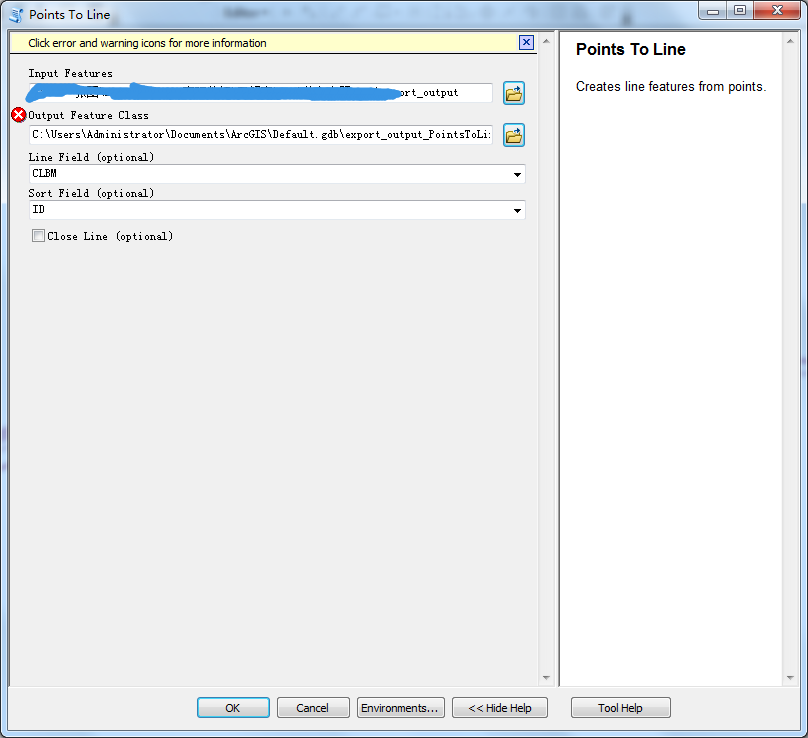 Points To Line
Click error and warning icons for more information
Input Features
ort_output
Output Feature Class
C:\Users\Administrator\Documents\ArcGIS\Default.gdb\export_output_PointsToLi
Line Field (optional)
CLBM
Sort Field (optional)
ID
Close Line (optional)
OK
Cancel
Environments...
<< Hide Help
Points To Line
Creates line features from points.
Tool Help